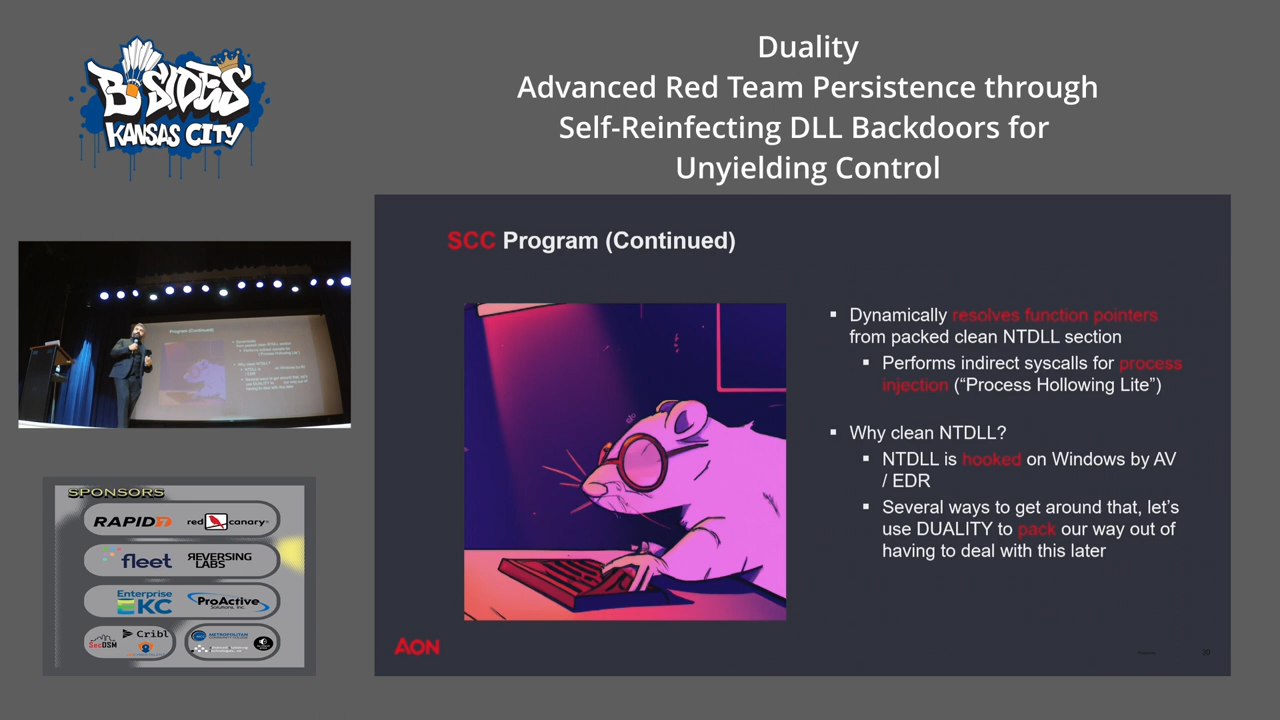 B SIDES
KANSAS CITY
Duality
Advanced Red Team Persistence through
Self-Reinfecting DLL Backdoors for
Unyielding Control
SCC Program (Continued)
▪ Dynamically resolves function pointers
from packed clean NTDLL section
▪ Performs indirect syscalls for process
injection (“Process Hollowing Lite”)
▪ Why clean NTDLL?
▪ NTDLL is hooked on Windows by AV
/ EDR
▪ Several ways to get around that, let’s
use DUALITY to pack our way out of
having to deal with this later
AON
Program (Continued)
SPONSORS
RAPID7
red canary
fleet
REVERSING
LABS
Enterprise
KC
ProActive
Solutions, Inc.
SecDSM
Cribl
METROPOLITAN